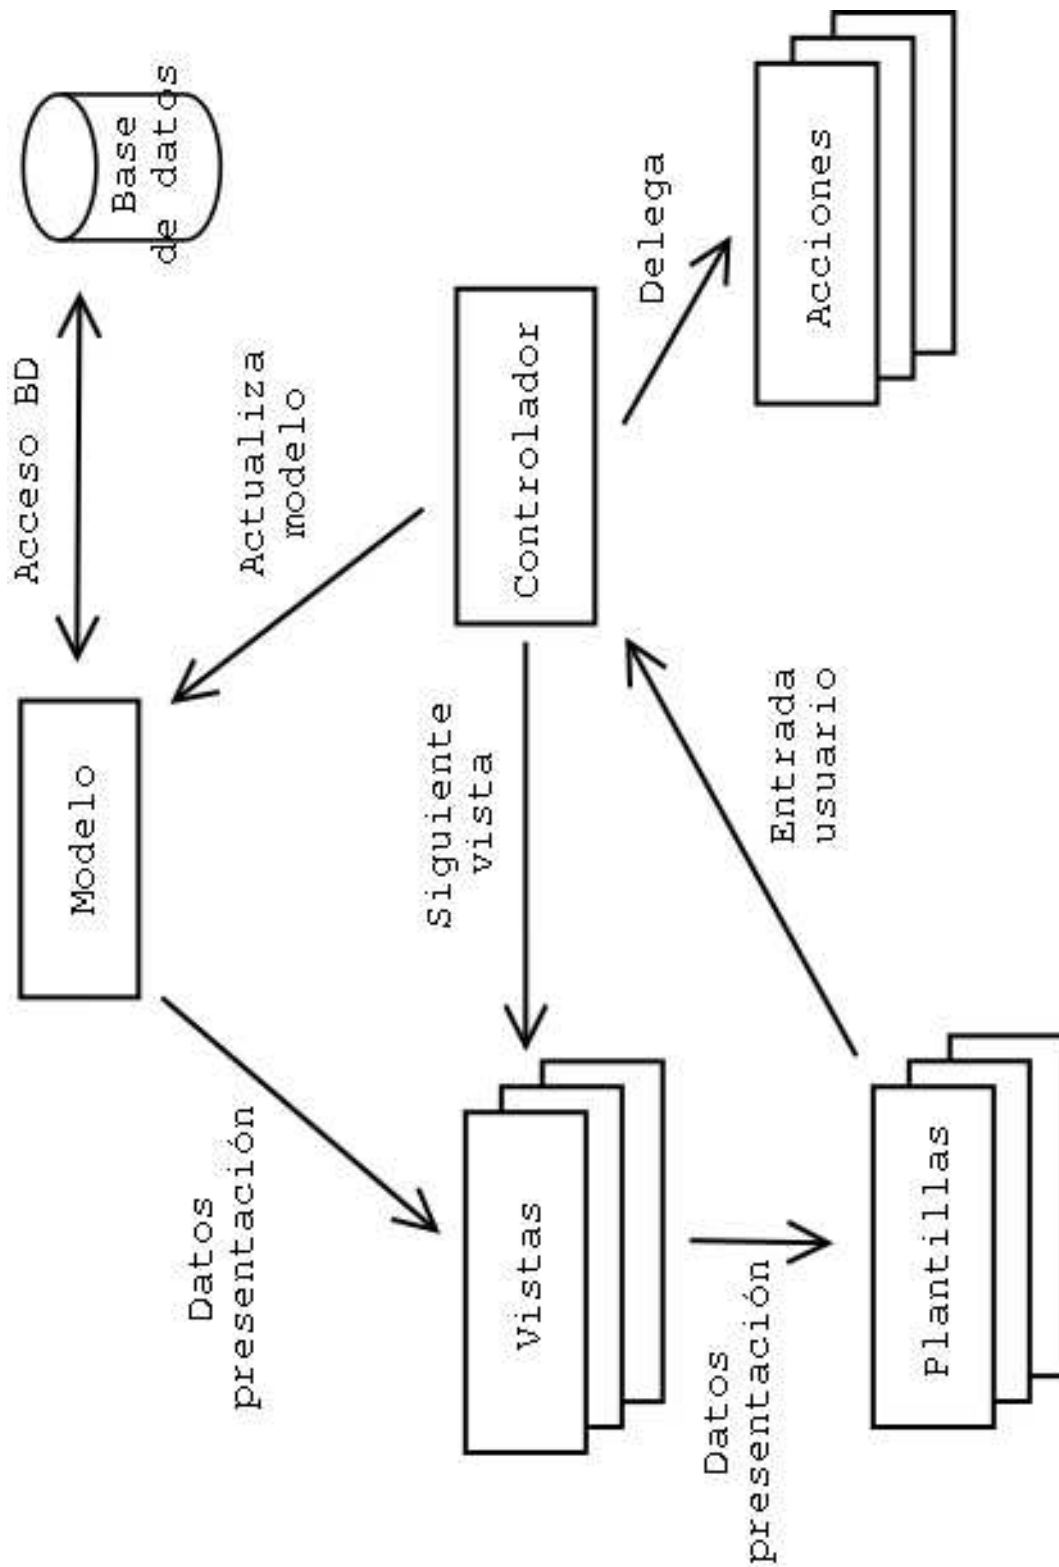 Acceso BD
Base
de datos
Modelo
Actualiza
modelo
Datos
presentación
Siguiente
vista
Controlador
Delega
Vistas
Entrada
usuario
Acciones
Datos
presentación
Plantillas